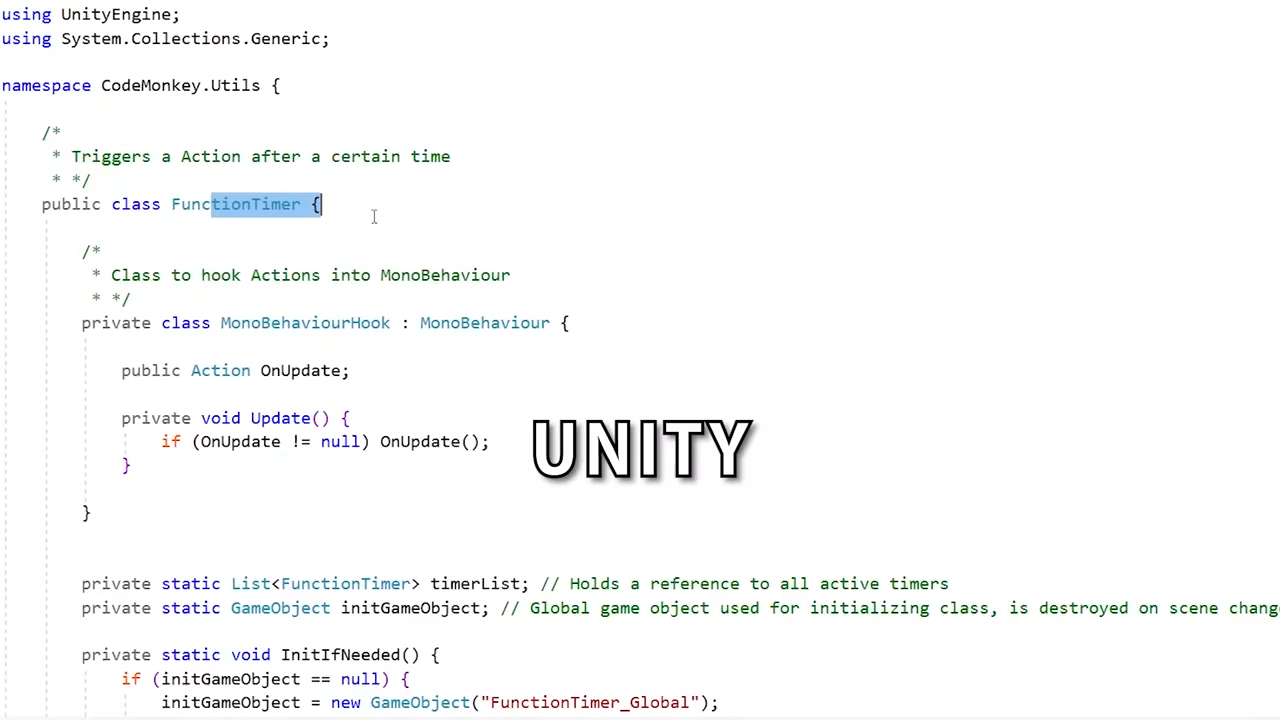 using UnityEngine;
using System.Collections.Generic;
namespace CodeMonkey.Utils {
/*
* Triggers a Action after a certain time
* */
public class FunctionTimer {
/*
* Class to hook Actions into MonoBehaviour
* */
private class MonoBehaviourHook : MonoBehaviour {
public Action OnUpdate;
private void Update() {
if (OnUpdate != null) OnUpdate();
}
UNITY
}
private static List<FunctionTimer> timerList; // Holds a reference to all active timers
private static GameObject initGameObject; // Global game object used for initializing class, is destroyed on scene change
private static void InitIfNeeded() {
if (initGameObject == null) {
initGameObject = new GameObject("FunctionTimer_Global");